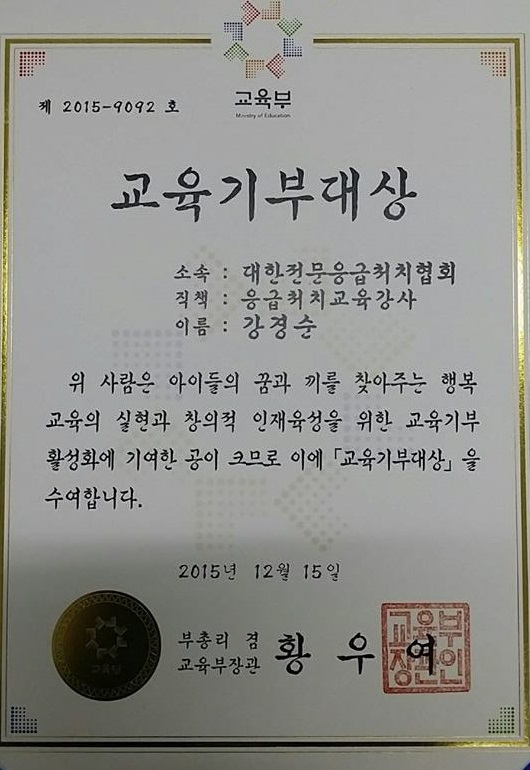 교육부
Ministry of Education
제 2015-9092 호
교육기부대상
소속 : 대한전문응급처치협회
직책 : 응급처치교육강사
이름 : 강경순
위 사람은 아이들의 꿈과 끼를 찾아주는 행복
교육의 실현과 창의적 인재육성을 위한 교육기부
활성화에 기여한 공이 크므로 이에 「교육기부대상」을
수여합니다.
2015년 12월 15일
부총리 겸
교육부장관 황우여
교육부
장관인
교육부